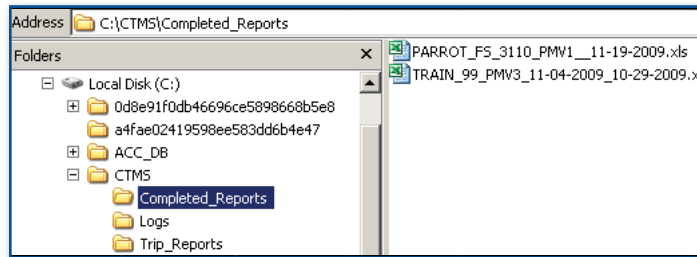 Address C:\CTMS\Completed_Reports
Folders
Local Disk (C:)
0d8e91f0db46696ce5898668b5e8
a4fae02419598ee583dd6b4e47
ACC_DB
CTMS
Completed_Reports
Logs
Trip_Reports
PARROT_FS_3110_PMV1__11-19-2009.xls
TRAIN_99_PMV3_11-04-2009_10-29-2009.x